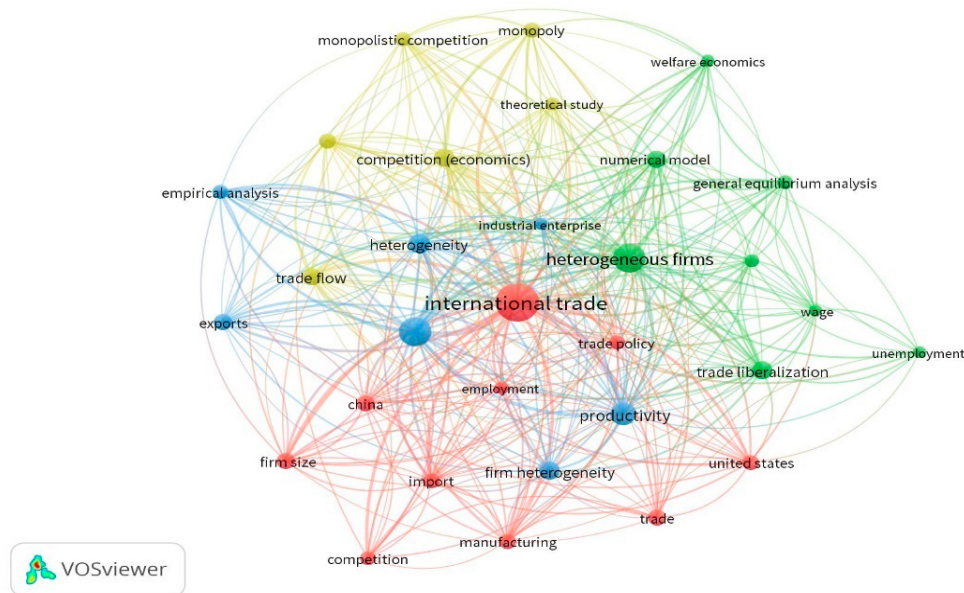 monopoly
monopolistic competition
welfare economics
theoretical study
competition (economics)
numerical model
general equilibrium analysis
empirical analysis
industrial enterprise
heterogeneity
heterogeneous firms
trade flow
international trade
wage
exports
trade policy
unemployment
trade liberalization
employment
china
productivity
firm size
united states
firm heterogeneity
import
trade
manufacturing
competition
VOSviewer